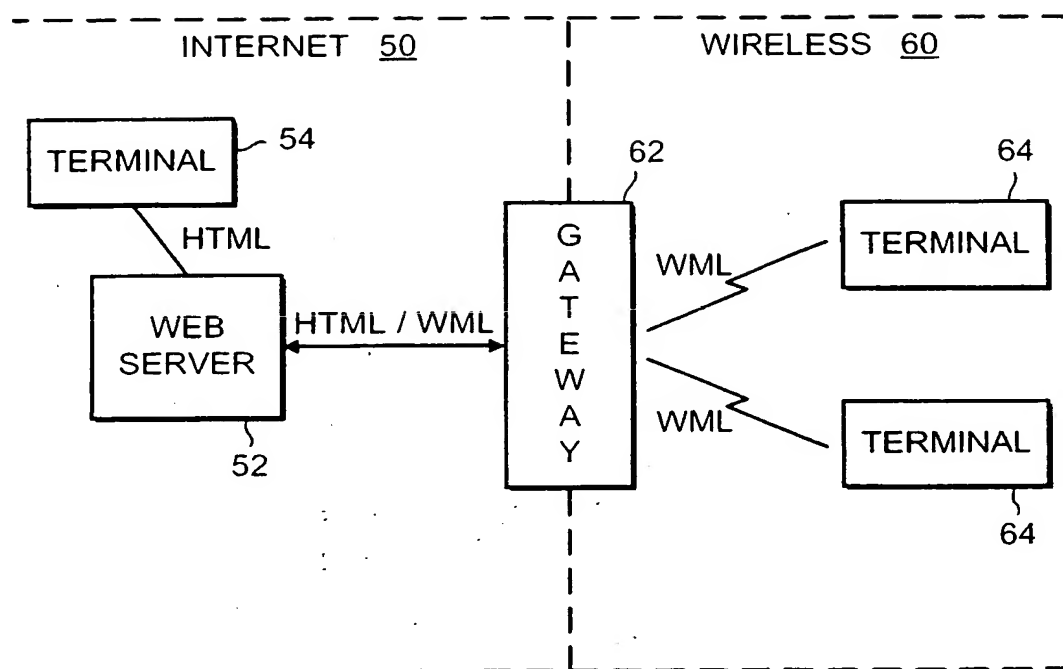 INTERNET 50
WIRELESS 60
TERMINAL
54
HTML
WEB
SERVER
52
HTML / WML
62
GATEWAY
WML
WML
64
TERMINAL
TERMINAL
64